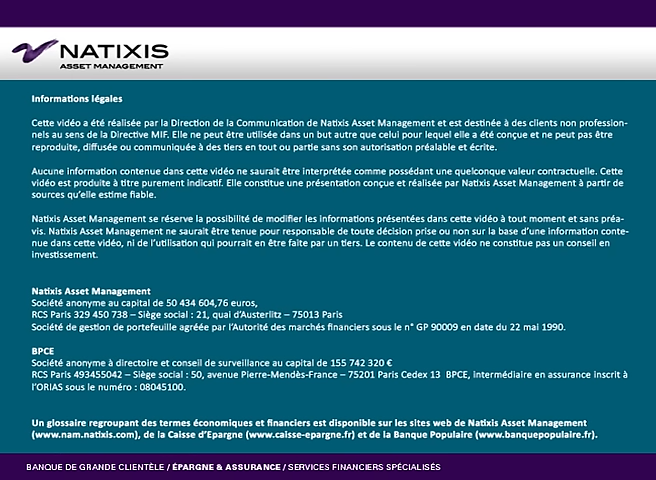 NATIXIS
ASSET MANAGEMENT
Informations légales
Cette vidéo a été réalisée par la Direction de la Communication de Natixis Asset Management et est destinée à des clients non profession-
nels au sens de la Directive MIF. Elle ne peut être utilisée dans un but autre que celui pour lequel elle a été conçue et ne peut pas être
reproduite, diffusée ou communiquée à des tiers en tout ou partie sans son autorisation préalable et écrite.
Aucune information contenue dans cette vidéo ne saurait être interprétée comme possédant une quelconque valeur contractuelle. Cette
vidéo est produite à titre purement indicatif. Elle constitue une présentation conçue et réalisée par Natixis Asset Management à partir de
sources qu'elle estime fiable.
Natixis Asset Management se réserve la possibilité de modifier les informations présentées dans cette vidéo à tout moment et sans préa-
vis. Natixis Asset Management ne saurait être tenue pour responsable de toute décision prise ou non sur la base d'une information conte-
nue dans cette vidéo, ni de l'utilisation qui pourrait en être faite par un tiers. Le contenu de cette vidéo ne constitue pas un conseil en
investissement.
Natixis Asset Management
Société anonyme au capital de 50 434 604,76 euros,
RCS Paris 329 450 738 – Siège social : 21, quai d'Austerlitz – 75013 Paris
Société de gestion de portefeuille agréée par l'Autorité des marchés financiers sous le n° GP 90009 en date du 22 mai 1990.
BPCE
Société anonyme à directoire et conseil de surveillance au capital de 155 742 320 €
RCS Paris 493455042 – Siège social : 50, avenue Pierre-Mendès-France – 75201 Paris Cedex 13 BPCE, intermédiaire en assurance inscrit à
l'ORIAS sous le numéro : 08045100.
Un glossaire regroupant des termes économiques et financiers est disponible sur les sites web de Natixis Asset Management
(www.nam.natixis.com), de la Caisse d'Epargne (www.caisse-epargne.fr) et de la Banque Populaire (www.banquepopulaire.fr).
BANQUE DE GRANDE CLIENTÈLE / ÉPARGNE & ASSURANCE / SERVICES FINANCIERS SPÉCIALISÉS